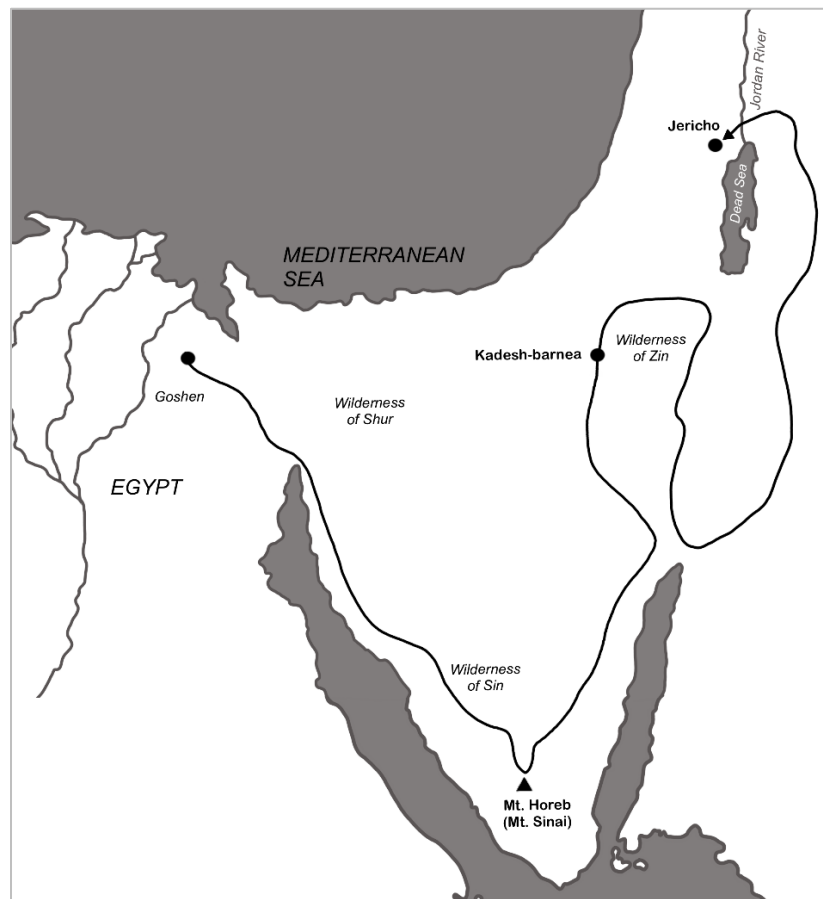 Jordan River
Jericho
Dead Sea
MEDITERRANEAN
SEA
Wilderness
of Zin
Kadesh-barnea
Goshen
Wilderness
of Shur
EGYPT
Wilderness
of Sin
Mt. Horeb
(Mt. Sinai)